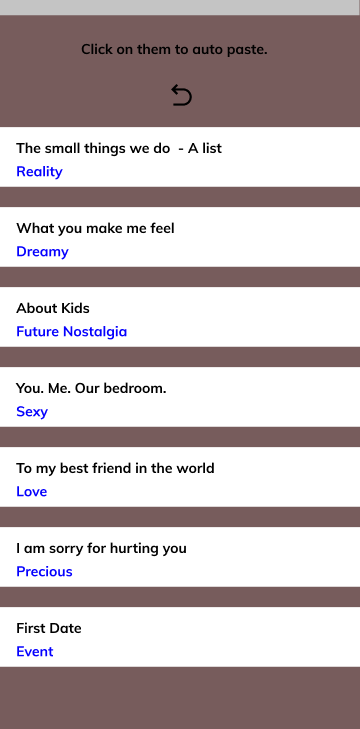 Click on them to auto paste.
The small things we do  - A list
Reality
What you make me feel
Dreamy
About Kids
Future Nostalgia
You. Me. Our bedroom.
Sexy
To my best friend in the world
Love
I am sorry for hurting you
Precious
First Date
Event